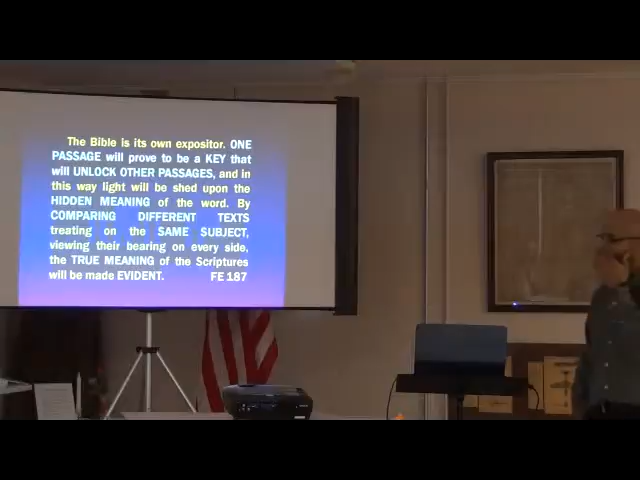 The Bible is its own expositor. ONE
PASSAGE will prove to be a KEY that
will UNLOCK OTHER PASSAGES, and in
this way light will be shed upon the
HIDDEN MEANING of the word. By
COMPARING DIFFERENT TEXTS
treating on the SAME SUBJECT,
viewing their bearing on every side,
the TRUE MEANING of the Scriptures
will be made EVIDENT. FE 187